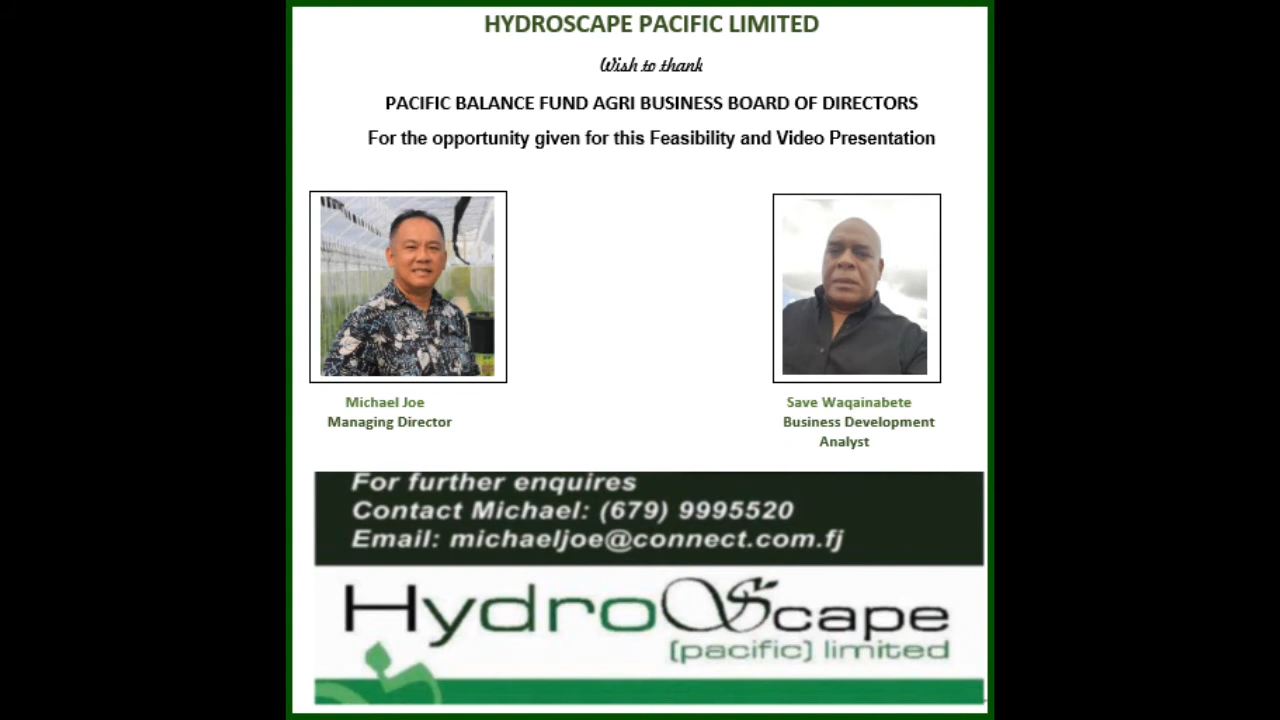 HYDROSCAPE PACIFIC LIMITED
Wish to thank
PACIFIC BALANCE FUND AGRI BUSINESS BOARD OF DIRECTORS
For the opportunity given for this Feasibility and Video Presentation
Michael Joe
Managing Director
Save Waqainabete
Business Development
Analyst
For further enquires
Contact Michael: (679) 9995520
Email: michaeljoe@connect.com.fj
HydroScape
[pacific] limited